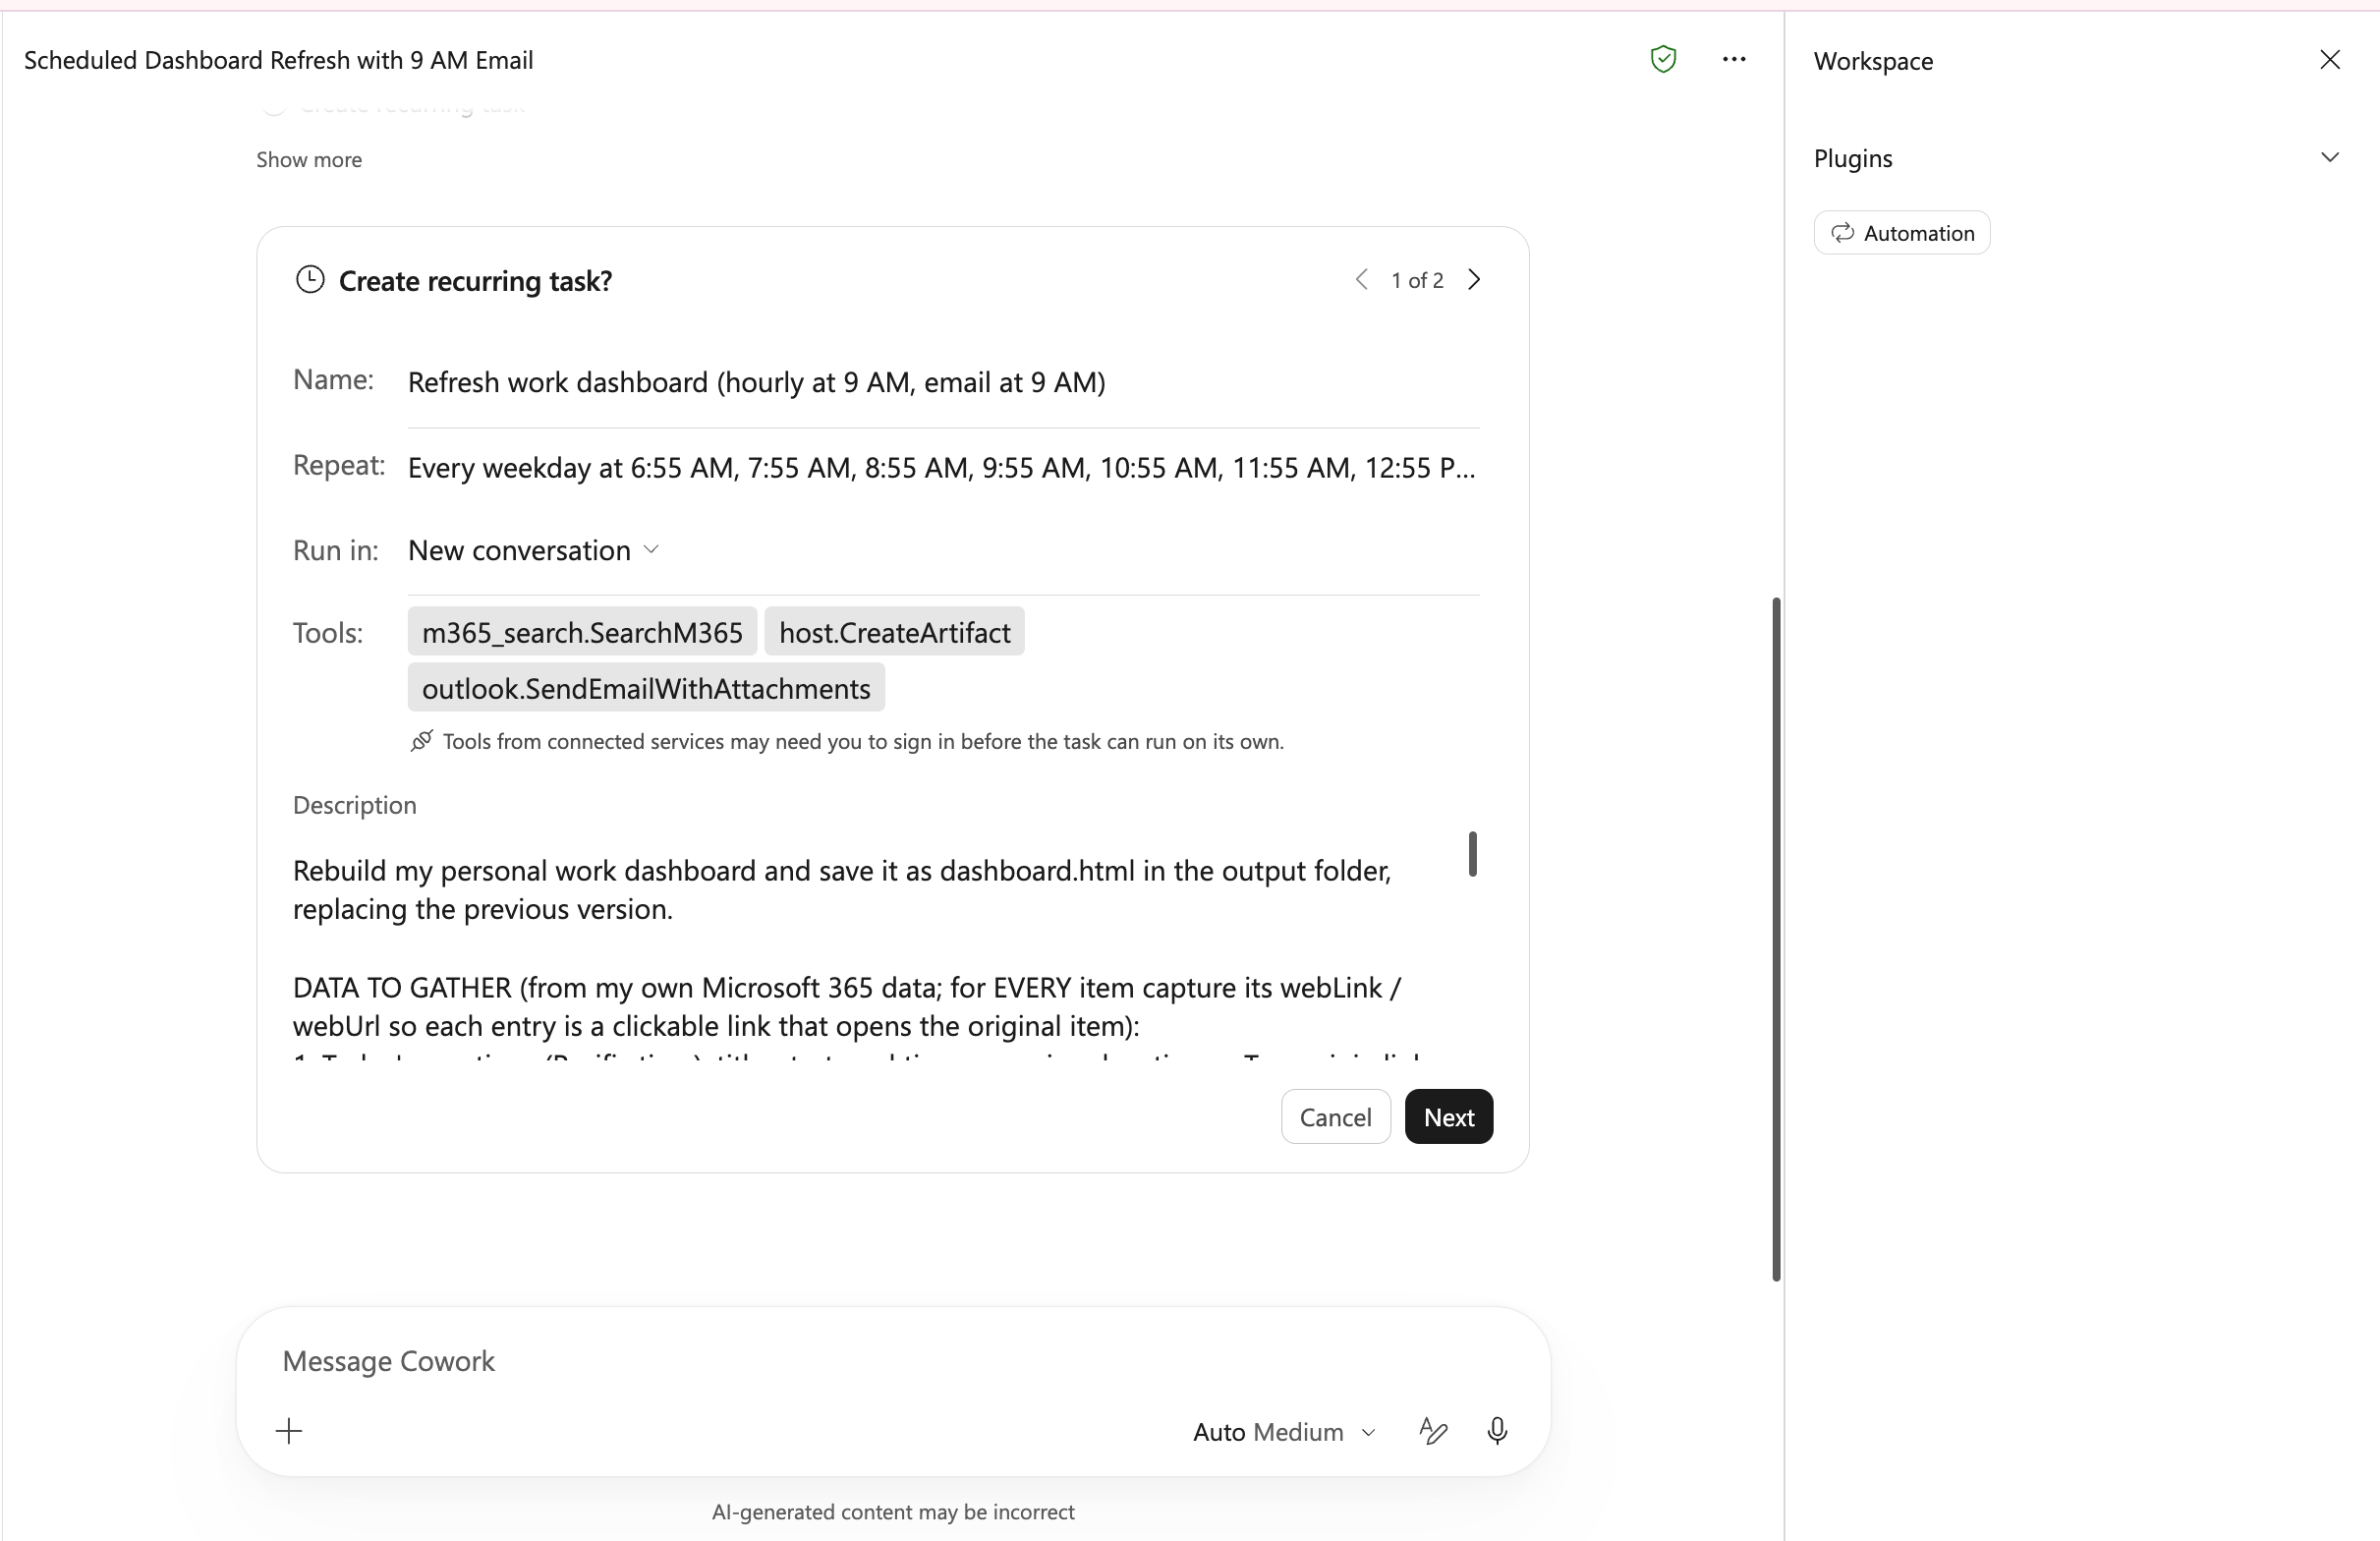 Scheduled Dashboard Refresh with 9 AM Email
Workspace
Create recurring task
Show more
Plugins
Automation
Create recurring task?
1 of 2
Name: Refresh work dashboard (hourly at 9 AM, email at 9 AM)
Repeat: Every weekday at 6:55 AM, 7:55 AM, 8:55 AM, 9:55 AM, 10:55 AM, 11:55 AM, 12:55 P...
Run in: New conversation
Tools: m365_search.SearchM365 host.CreateArtifact
outlook.SendEmailWithAttachments
Tools from connected services may need you to sign in before the task can run on its own.
Description
Rebuild my personal work dashboard and save it as dashboard.html in the output folder,
replacing the previous version.
DATA TO GATHER (from my own Microsoft 365 data; for EVERY item capture its webLink /
webUrl so each entry is a clickable link that opens the original item):
Cancel Next
Message Cowork
Auto Medium
AI-generated content may be incorrect